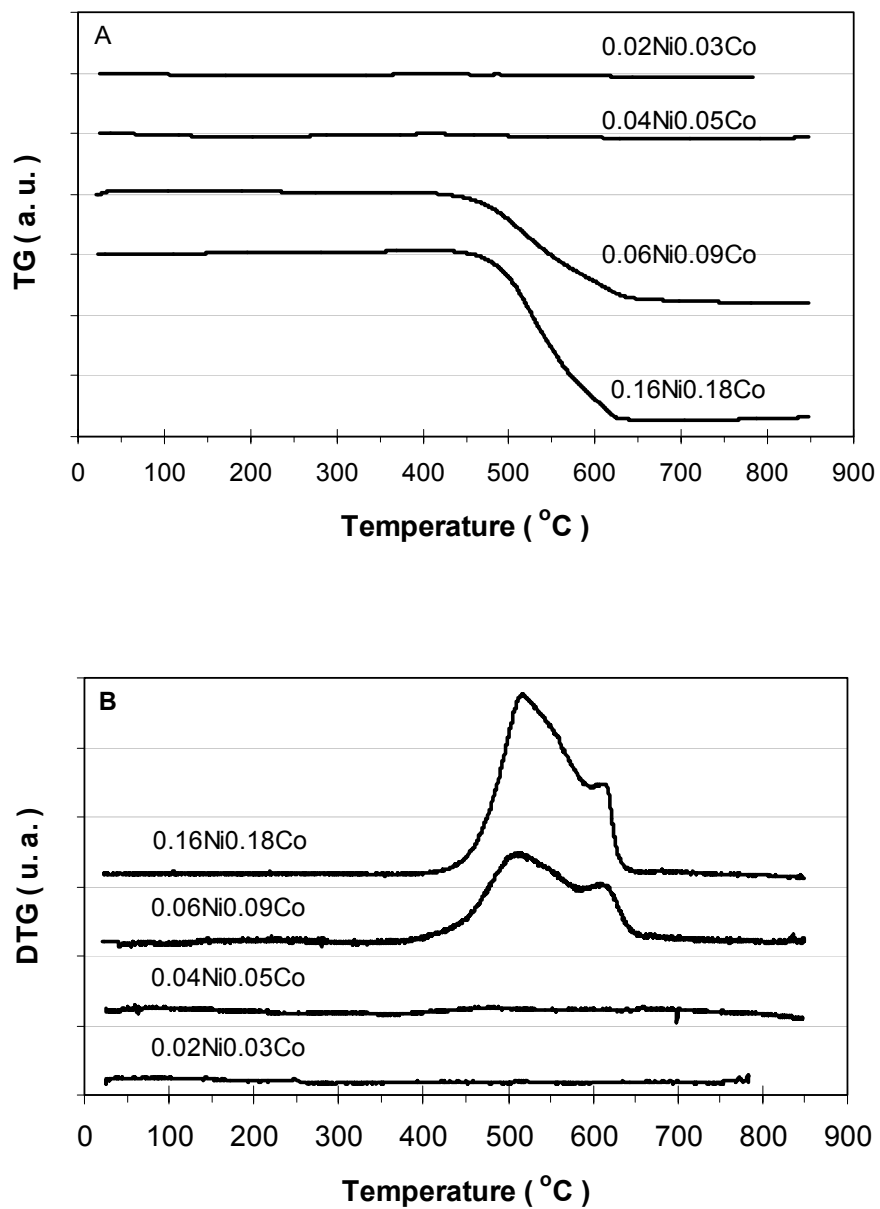 A
0.02Ni0.03Co
0.04Ni0.05Co
0.06Ni0.09Co
0.16Ni0.18Co
TG ( a. u. )
0 100 200 300 400 500 600 700 800 900
Temperature ( °C )
B
0.16Ni0.18Co
0.06Ni0.09Co
0.04Ni0.05Co
0.02Ni0.03Co
DTG ( u. a. )
0 100 200 300 400 500 600 700 800 900
Temperature ( °C )